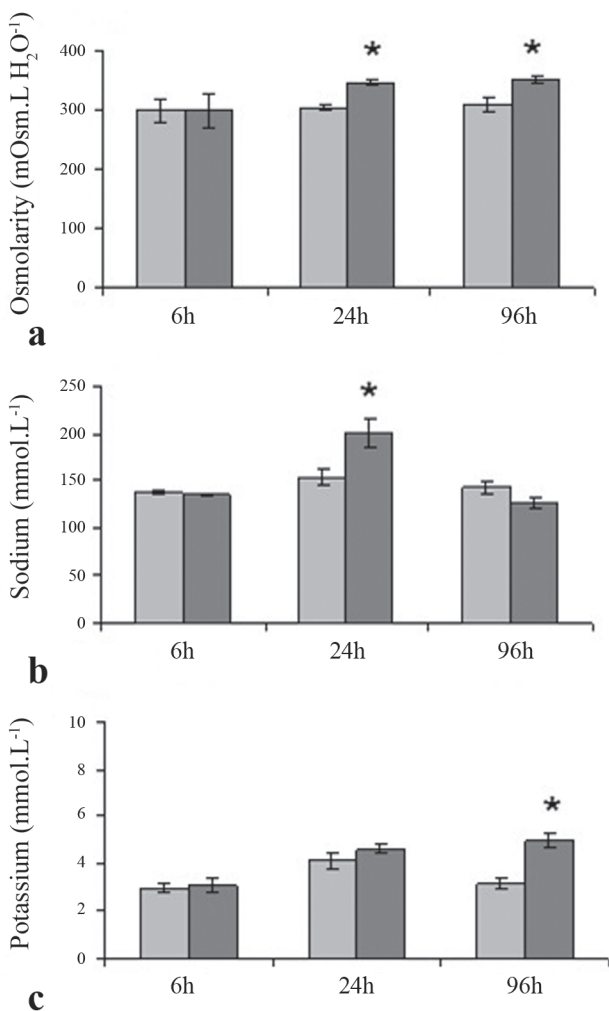 Osmolarity (mOsm.L H₂O⁻¹)
400
300
200
100
0
*
*
6h
24h
96h
a
Sodium (mmol.L⁻¹)
250
200
150
100
50
0
*
6h
24h
96h
b
Potassium (mmol.L⁻¹)
10
8
6
4
2
0
*
6h
24h
96h
c